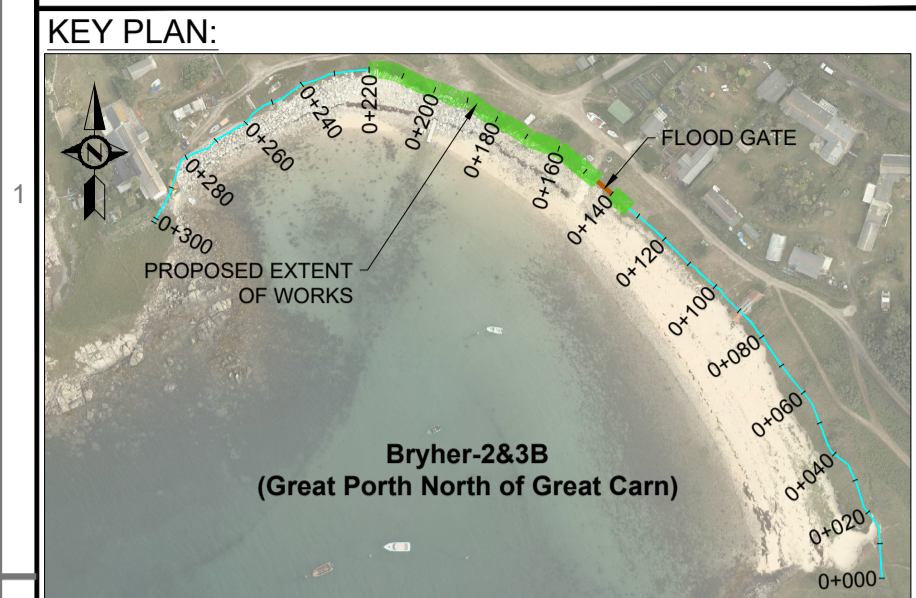 KEY PLAN:
1
N
0+220
0+200
0+240
0+180
0+260
0+160
FLOOD GATE
0+280
0+140
0+300
0+120
PROPOSED EXTENT
OF WORKS
0+100
0+080
0+060
Bryher-2&3B
(Great Porth North of Great Carn)
0+040
0+020
0+000